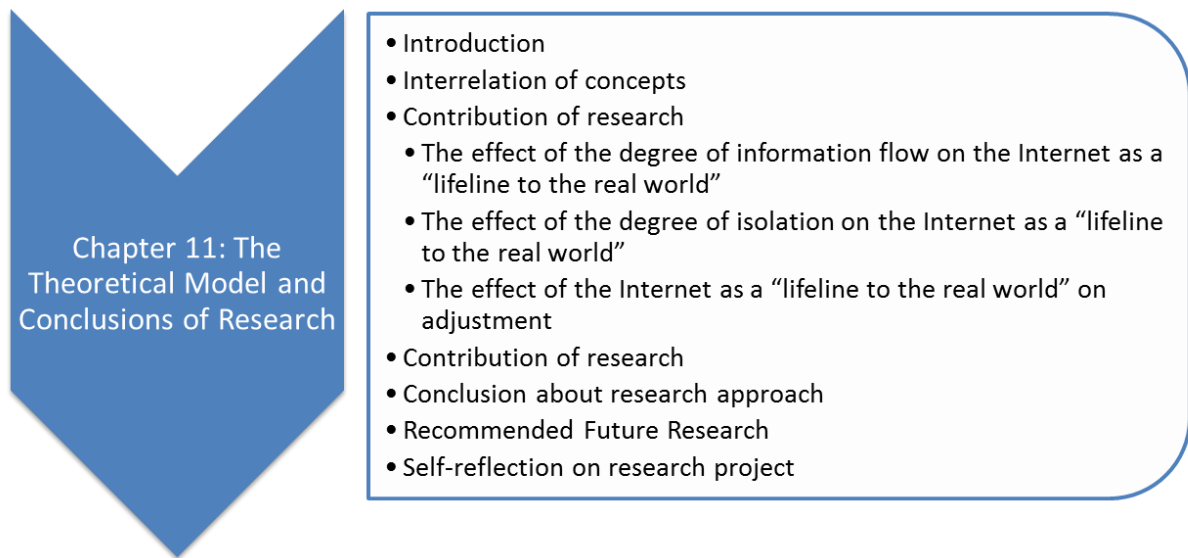 Chapter 11: The
Theoretical Model and
Conclusions of Research
• Introduction
• Interrelation of concepts
• Contribution of research
• The effect of the degree of information flow on the Internet as a
“lifeline to the real world”
• The effect of the degree of isolation on the Internet as a “lifeline
to the real world”
• The effect of the Internet as a “lifeline to the real world” on
adjustment
• Contribution of research
• Conclusion about research approach
• Recommended Future Research
• Self-reflection on research project